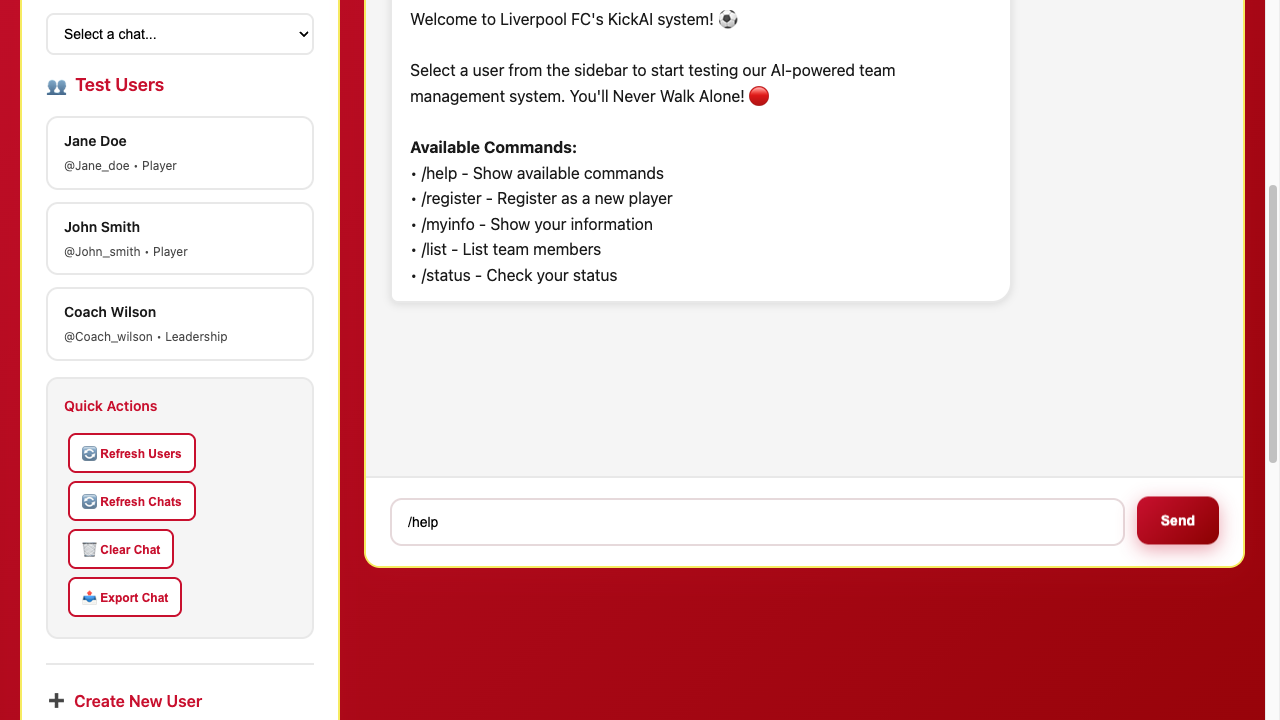 Select a chat...
👥 Test Users
Jane Doe
@Jane_doe • Player
John Smith
@John_smith • Player
Coach Wilson
@Coach_wilson • Leadership
Quick Actions
🔄 Refresh Users
🔄 Refresh Chats
🗑️ Clear Chat
📤 Export Chat
➕ Create New User
Welcome to Liverpool FC's KickAI system! ⚽
Select a user from the sidebar to start testing our AI-powered team
management system. You'll Never Walk Alone! 🔴
Available Commands:
• /help - Show available commands
• /register - Register as a new player
• /myinfo - Show your information
• /list - List team members
• /status - Check your status
/help
Send